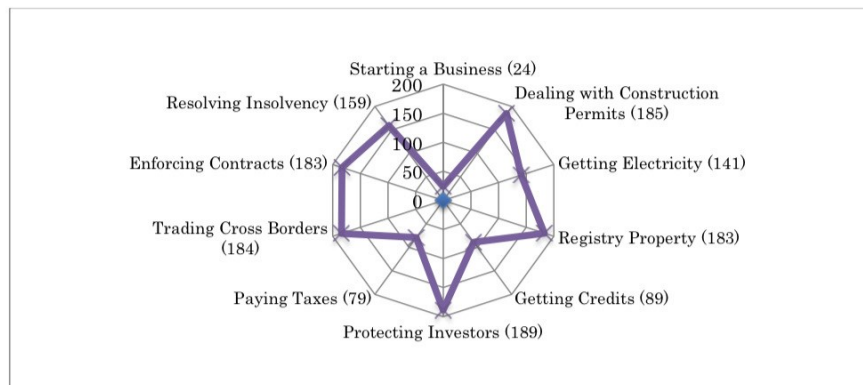 Starting a Business (24)
200
150
100
50
0
Dealing with Construction
Permits (185)
Getting Electricity (141)
Registry Property (183)
Getting Credits (89)
Protecting Investors (189)
Paying Taxes (79)
Trading Cross Borders
(184)
Enforcing Contracts (183)
Resolving Insolvency (159)